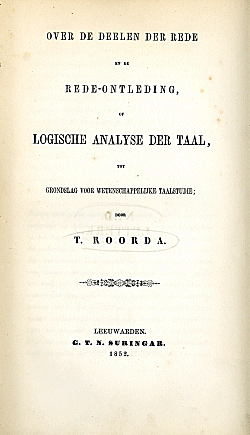 OVER DE DEELEN DER REDE
EN DE
REDE-ONTLEDING,
OF
LOGISCHE ANALYSE DER TAAL,
TOT
GRONDSLAG VOOR WETENSCHAPPELIJKE TAALSTUDIE;
DOOR
T. ROORDA.
LEEUWARDEN.
G. T. N. SURINGAR.
1852.